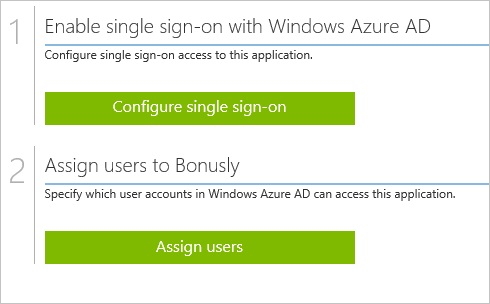 1
Enable single sign-on with Windows Azure AD
Configure single sign-on access to this application.
Configure single sign-on
2
Assign users to Bonusly
Specify which user accounts in Windows Azure AD can access this application.
Assign users